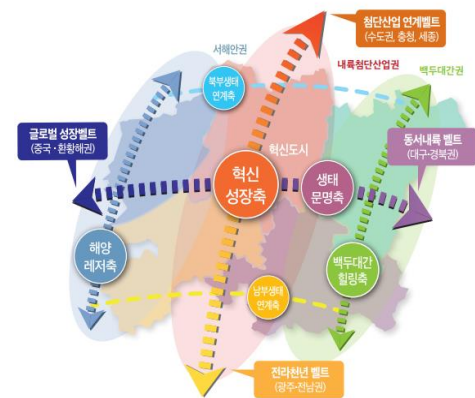 첨단산업 연계벨트
(수도권, 충청, 세종)
서해안권
내륙첨단산업권
백두대간권
북부생태
연계축
글로벌 성장벨트
(중국·환황해권)
혁신도시
동서내륙 벨트
(대구·경북권)
혁신
성장축
생태
문명축
해양
레저축
백두대간
힐링축
남부생태
연계축
전라천년 벨트
(광주·전남권)